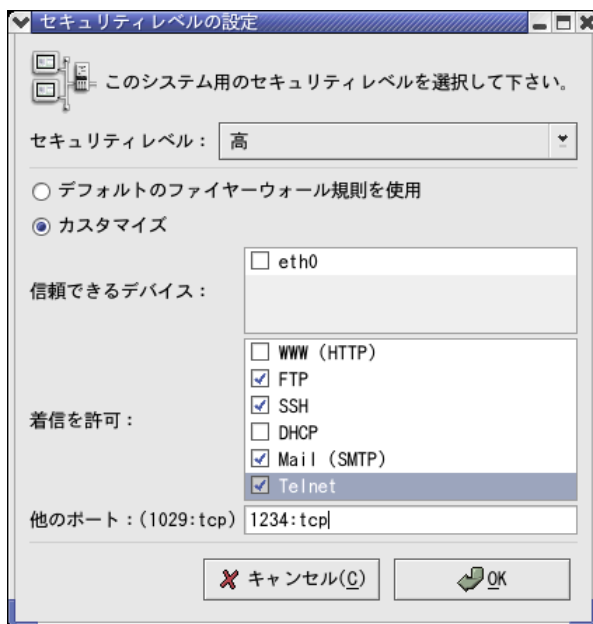 セキュリティレベルの設定
このシステム用のセキュリティレベルを選択して下さい。
セキュリティレベル： 高
デフォルトのファイヤーウォール規則を使用
カスタマイズ
信頼できるデバイス：
eth0
着信を許可：
WWW (HTTP)
FTP
SSH
DHCP
Mail (SMTP)
Telnet
他のポート：(1029:tcp) 1234:tcp
キャンセル(C)
OK